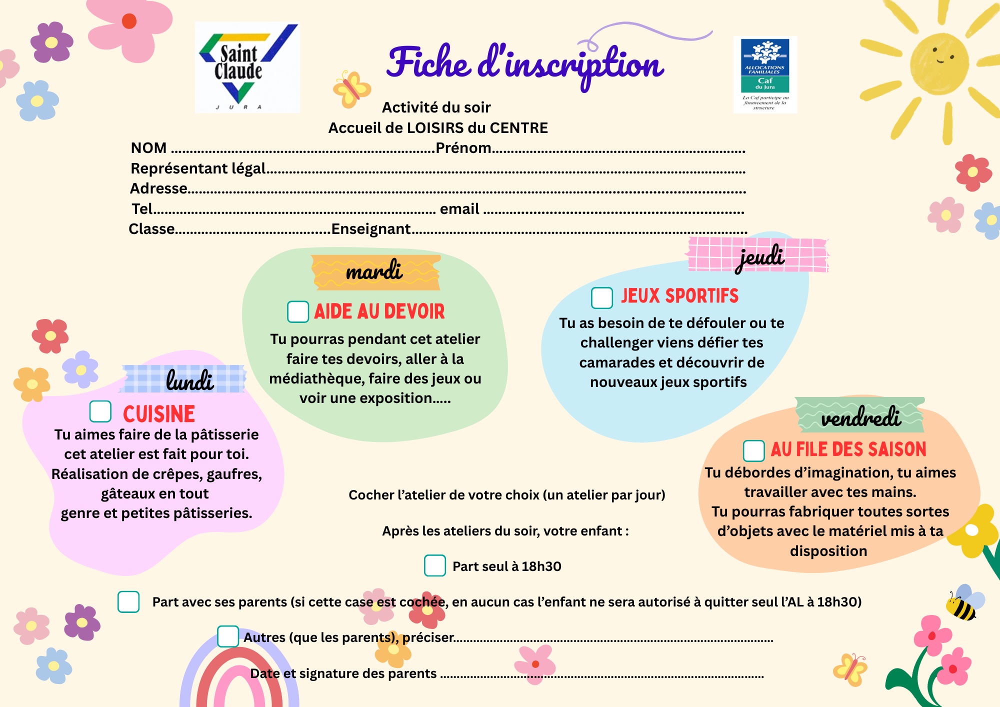 Saint
Claude
JURA
Fiche d'inscription
ALLOCATIONS
FAMILIALES
Caf
du Jura
La Caf participe au
financement de la
structure
Activité du soir
Accueil de LOISIRS du CENTRE
NOM ......................................................................Prénom...................................................................
Représentant légal...............................................................................................................................
Adresse....................................................................................................................................................
Tel........................................................................... email .....................................................................
Classe.........................................Enseignant.........................................................................................
mardi
AIDE AU DEVOIR
Tu pourras pendant cet atelier
faire tes devoirs, aller à la
médiathèque, faire des jeux ou
voir une exposition.....
jeudi
JEUX SPORTIFS
Tu as besoin de te défouler ou te
challenger viens défier tes
camarades et découvrir de
nouveaux jeux sportifs
lundi
CUISINE
Tu aimes faire de la pâtisserie
cet atelier est fait pour toi.
Réalisation de crêpes, gaufres,
gâteaux en tout
genre et petites pâtisseries.
vendredi
AU FILE DES SAISON
Tu débordes d'imagination, tu aimes
travailler avec tes mains.
Tu pourras fabriquer toutes sortes
d'objets avec le matériel mis à ta
disposition
Cocher l'atelier de votre choix (un atelier par jour)
Après les ateliers du soir, votre enfant :
Part seul à 18h30
Part avec ses parents (si cette case est cochée, en aucun cas l'enfant ne sera autorisé à quitter seul l'AL à 18h30)
Autres (que les parents), préciser...............................................................................................
Date et signature des parents ................................................................................................